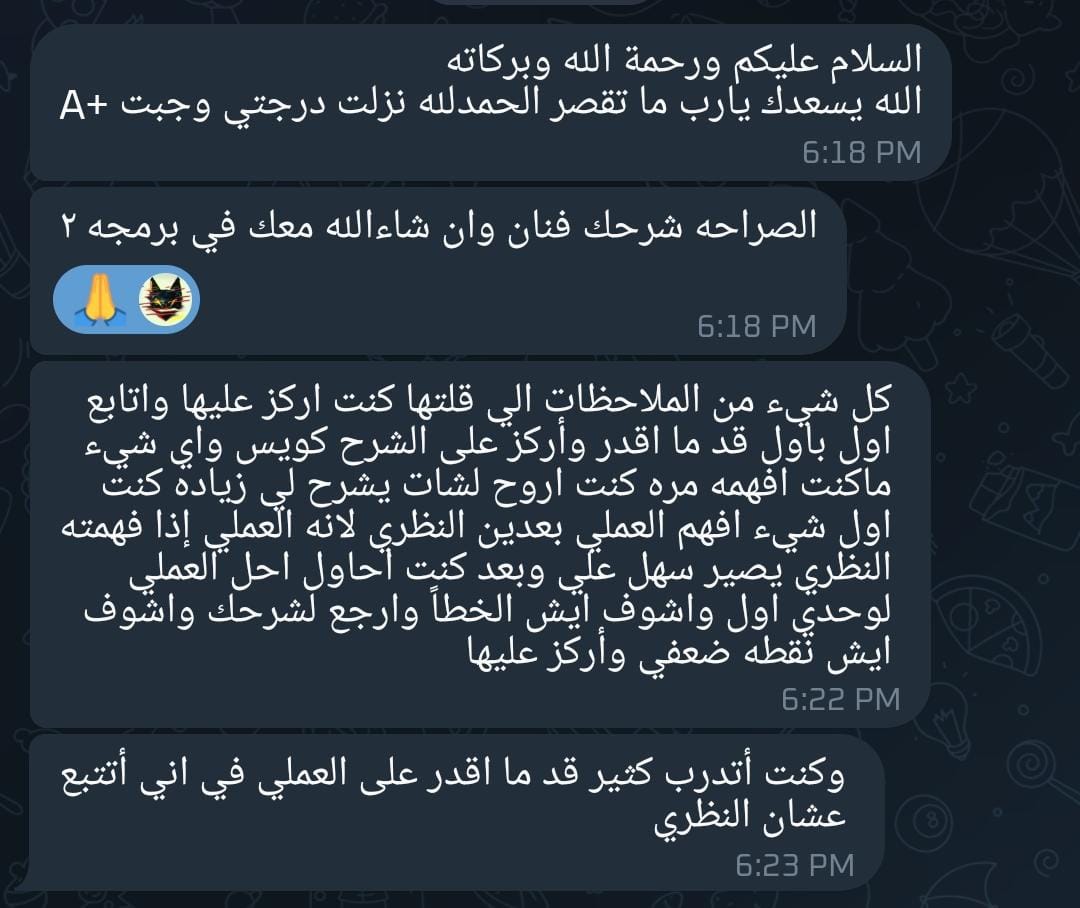 السلام عليكم ورحمة الله وبركاته
الله يسعدك يارب ما تقصر الحمدلله نزلت درجتي وجبت A+
6:18 PM
الصراحه شرحك فنان وان شاءالله معك في برمجه ٢
6:18 PM
كل شيء من الملاحظات الي قلتها كنت اركز عليها واتابع
اول باول قد ما اقدر وأركز على الشرح كويس واي شيء
ماكنت افهمه مره كنت اروح لشات يشرح لي زياده كنت
اول شيء افهم العملي بعدين النظري لانه العملي إذا فهمته
النظري يصير سهل علي وبعد كنت احاول احل العملي
لوحدي اول واشوف ايش الخطأ وارجع لشرحك واشوف
ايش نقطه ضعفي وأركز عليها
6:22 PM
وكنت أتدرب كثير قد ما اقدر على العملي في اني أتتبع
عشان النظري
6:23 PM